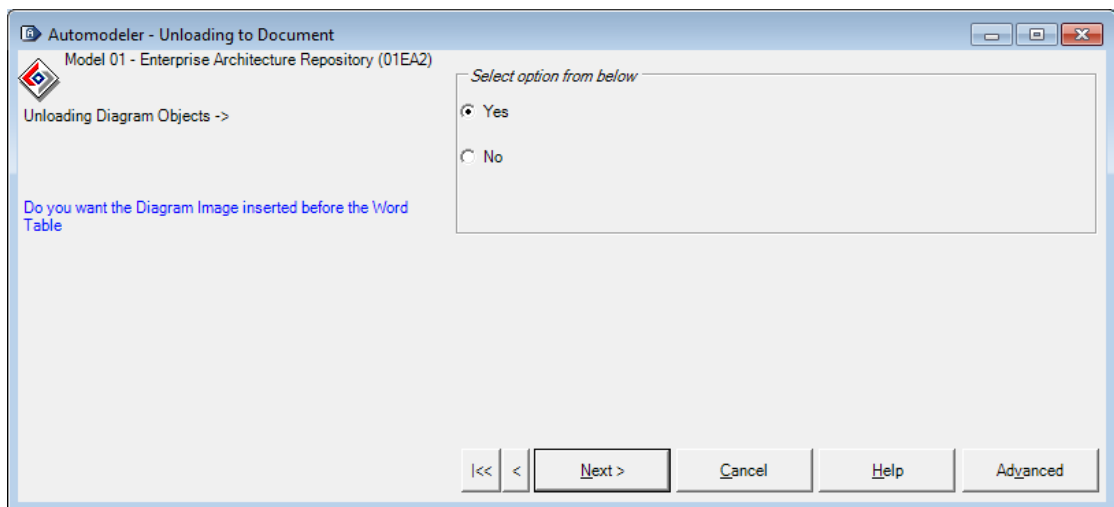 Automodeler - Unloading to Document
Model 01 - Enterprise Architecture Repository (01EA2)
Unloading Diagram Objects ->
Do you want the Diagram Image inserted before the Word
Table
Select option from below
Yes
No
|<< < Next > Cancel Help Advanced